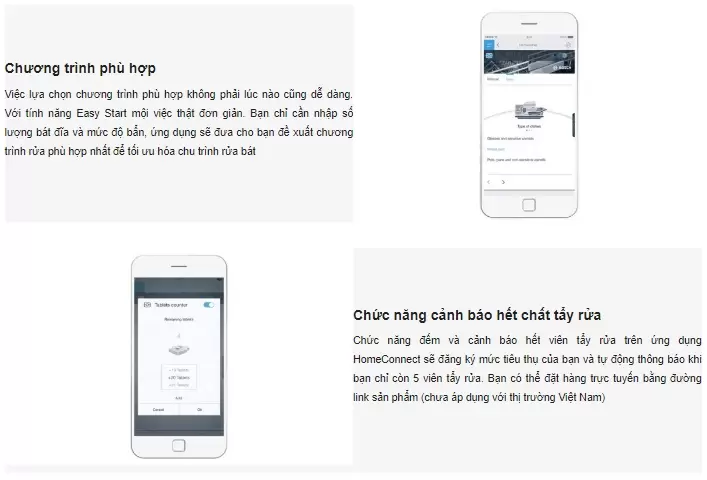 Chương trình phù hợp
Việc lựa chọn chương trình phù hợp không phải lúc nào cũng dễ dàng.
Với tính năng Easy Start mội việc thật đơn giản. Bạn chỉ cần nhập số
lượng bát đĩa và mức độ bẩn, ứng dụng sẽ đưa cho bạn đề xuất chương
trình rửa phù hợp nhất để tối ưu hóa chu trình rửa bát
BOSCH
Type of dishes
Tablets counter
Remaining tablets
+20 Tablets
Add
Cancel
Ok
Chức năng cảnh báo hết chất tẩy rửa
Chức năng đếm và cảnh báo hết viên tẩy rửa trên ứng dụng
HomeConnect sẽ đăng ký mức tiêu thụ của bạn và tự động thông báo khi
bạn chỉ còn 5 viên tẩy rửa. Bạn có thể đặt hàng trực tuyến bằng đường
link sản phẩm (chưa áp dụng với thị trường Việt Nam)